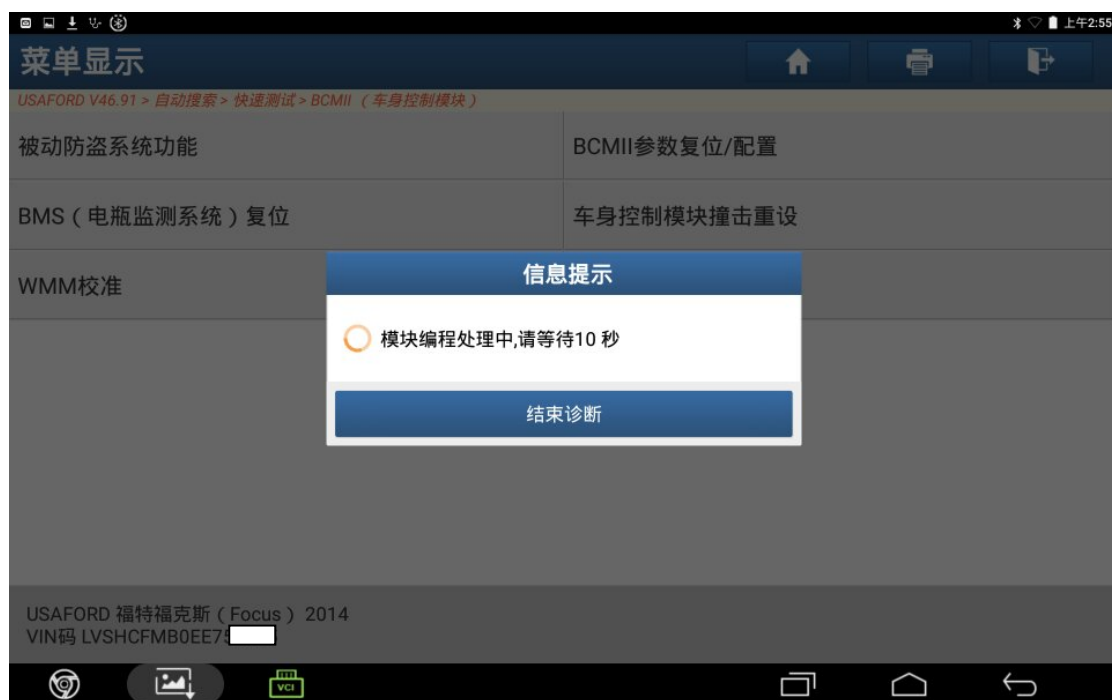 上午2:55
菜单显示
USAFORD V46.91 > 自动搜索 > 快速测试 > BCMII （车身控制模块）
被动防盗系统功能
BCMII参数复位/配置
BMS（电瓶监测系统）复位
车身控制模块撞击重设
WMM校准
信息提示
模块编程处理中,请等待10 秒
结束诊断
USAFORD 福特福克斯（Focus）2014
VIN码 LVSHCFMB0EE75
VCI